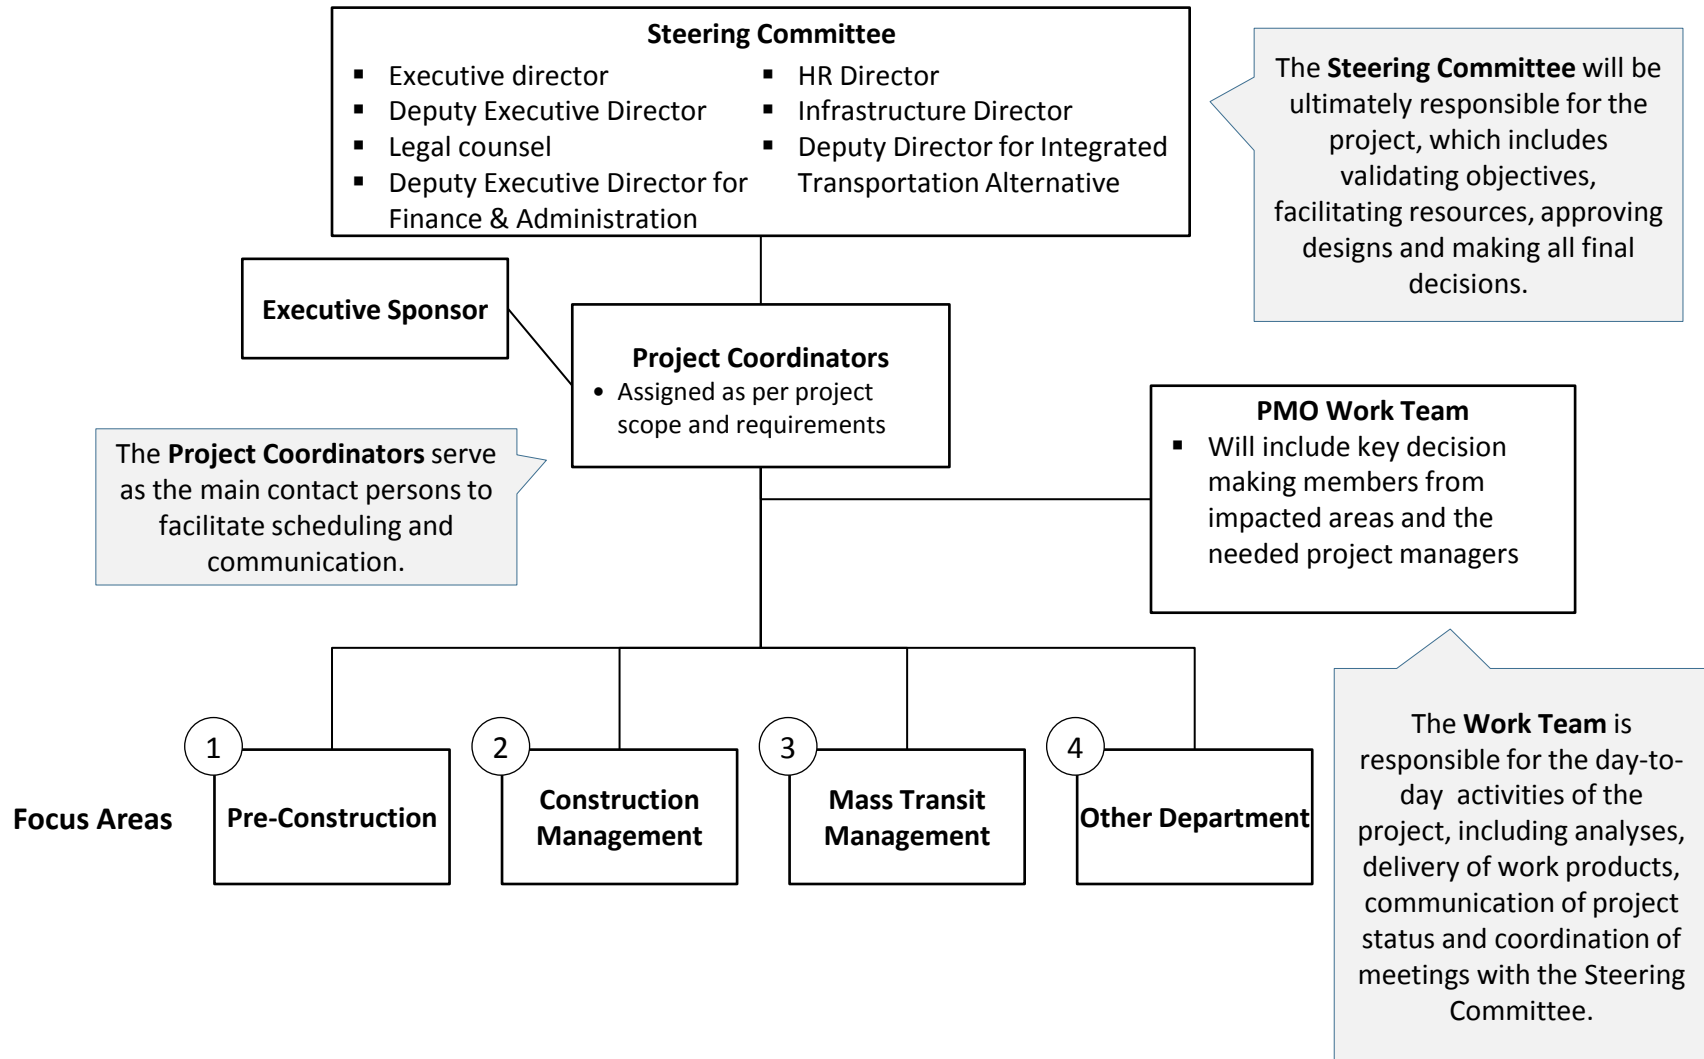 Steering Committee
▪ Executive director
▪ Deputy Executive Director
▪ Legal counsel
▪ Deputy Executive Director for
Finance & Administration
▪ HR Director
▪ Infrastructure Director
▪ Deputy Director for Integrated
Transportation Alternative
The Steering Committee will be
ultimately responsible for the
project, which includes
validating objectives,
facilitating resources, approving
designs and making all final
decisions.
Executive Sponsor
Project Coordinators
• Assigned as per project
scope and requirements
The Project Coordinators serve
as the main contact persons to
facilitate scheduling and
communication.
PMO Work Team
▪ Will include key decision
making members from
impacted areas and the
needed project managers
The Work Team is
responsible for the day-to-
day activities of the
project, including analyses,
delivery of work products,
communication of project
status and coordination of
meetings with the Steering
Committee.
Focus Areas
1
Pre-Construction
2
Construction
Management
3
Mass Transit
Management
4
Other Department